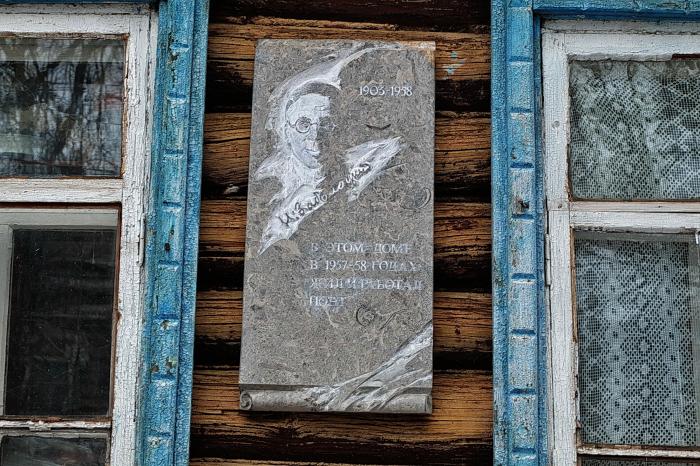 1903-1958
Н. Заболоцкий
В ЭТОМ ДОМЕ
В 1957-58 ГОДАХ
ЖИЛ И РАБОТАЛ
ПОЭТ